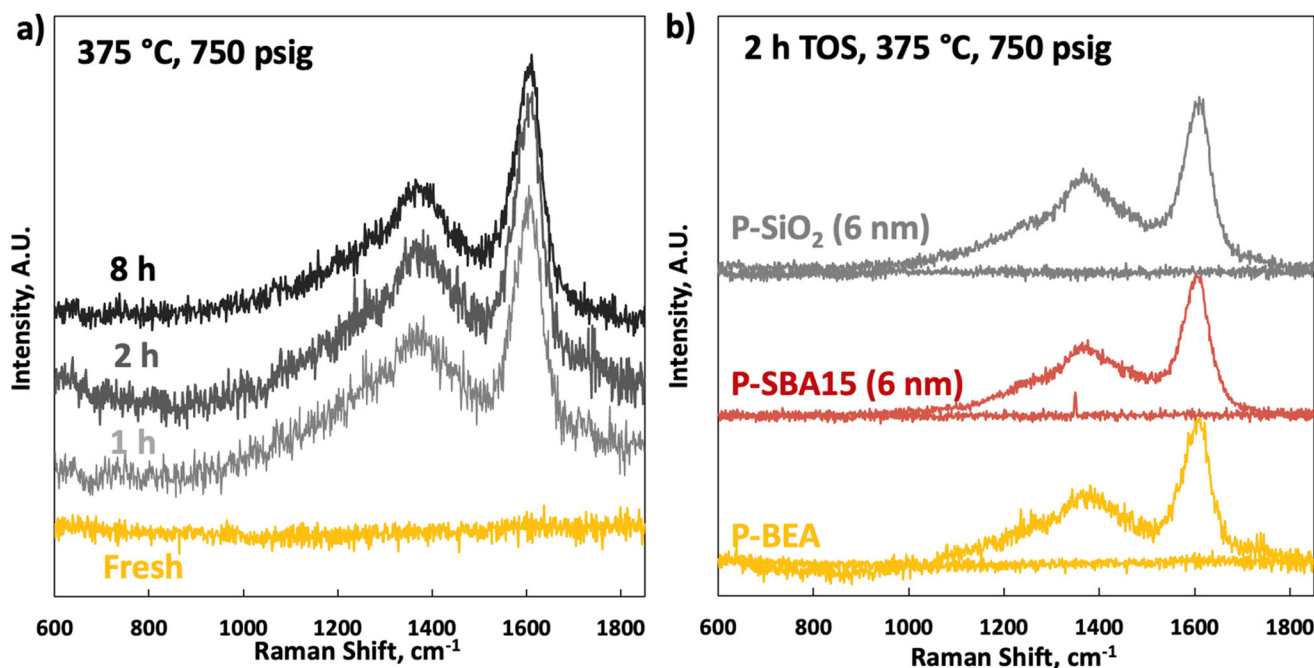 a)
375 °C, 750 psig
8 h
2 h
1 h
Fresh
Intensity, A.U.
600 800 1000 1200 1400 1600 1800
Raman Shift, cm-1
b)
2 h TOS, 375 °C, 750 psig
P-SiO2 (6 nm)
P-SBA15 (6 nm)
P-BEA
Intensity, A.U.
600 800 1000 1200 1400 1600 1800
Raman Shift, cm-1